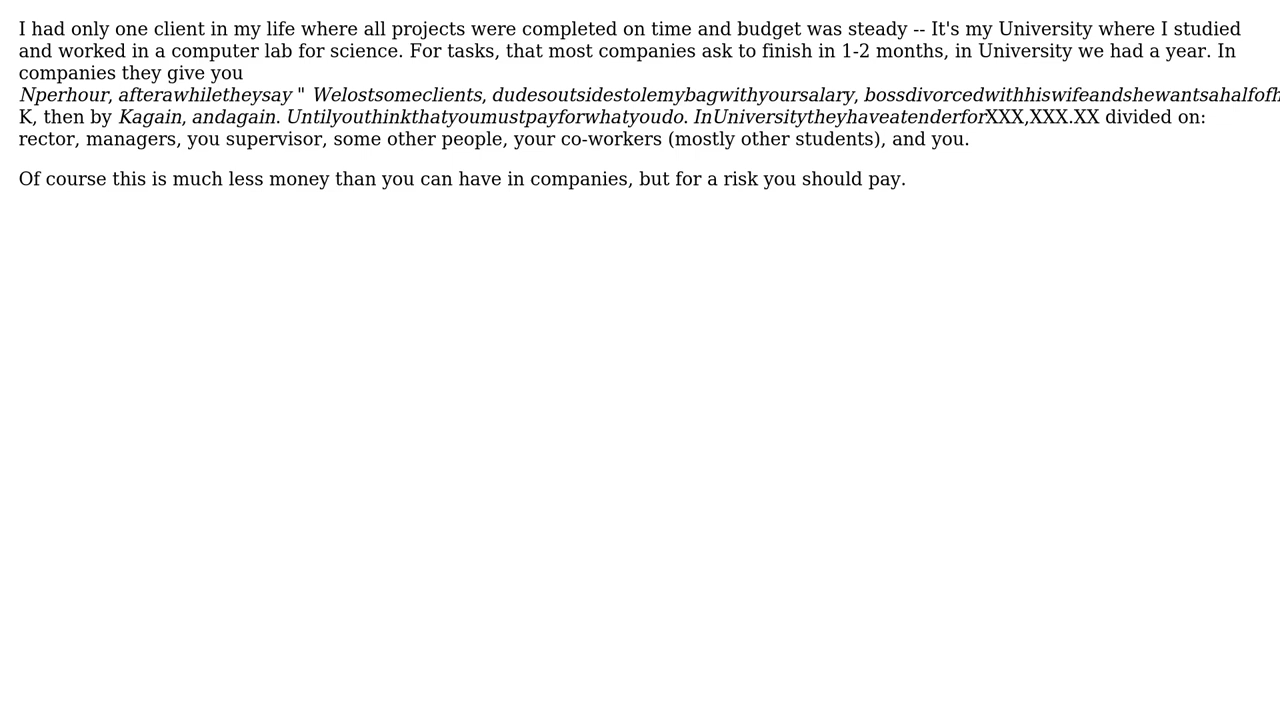 I had only one client in my life where all projects were completed on time and budget was steady -- It's my University where I studied
and worked in a computer lab for science. For tasks, that most companies ask to finish in 1-2 months, in University we had a year. In
companies they give you
Nperhour, afterawhiletheysay " Welostsomeclients, dudesoutsidestolemybagwithyoursalary, bossdivorcedwithhiswifeandshewantsahalfof
K, then by Kagain, andagain. Untilyouthinkthatyoumustpayforwhatyoudo. InUniversitytheyhaveatenderforXXX,XXX.XX divided on:
rector, managers, you supervisor, some other people, your co-workers (mostly other students), and you.
Of course this is much less money than you can have in companies, but for a risk you should pay.